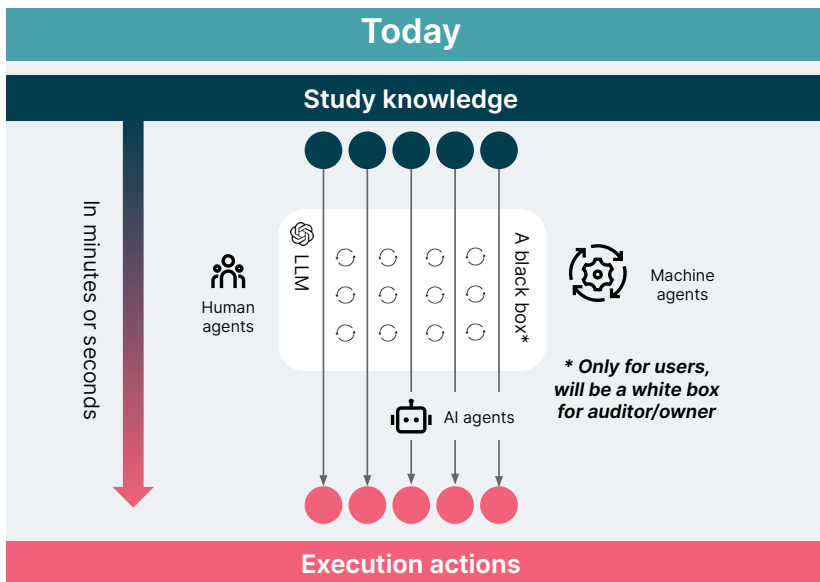 Today
Study knowledge
In minutes or seconds
LLM
A black box*
Human
agents
Machine
agents
* Only for users,
will be a white box
for auditor/owner
AI agents
Execution actions